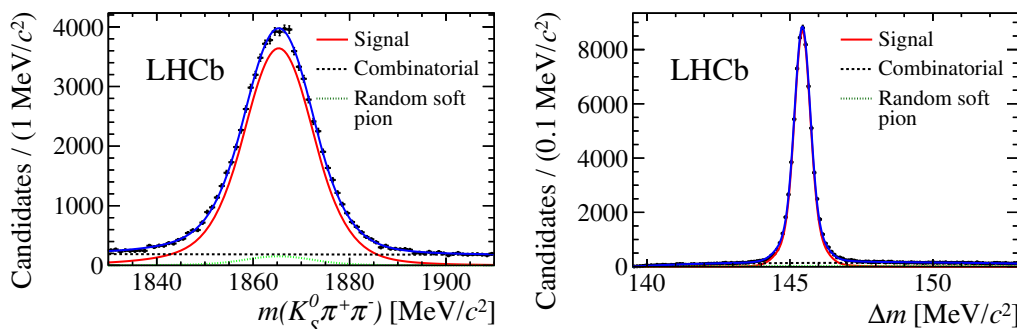 Candidates / (1 MeV/c²)
4000
3000
2000
1000
0
LHCb
Signal
Combinatorial
Random soft
pion
1840 1860 1880 1900
m(K⁰_S π⁺π⁻) [MeV/c²]
Candidates / (0.1 MeV/c²)
8000
6000
4000
2000
0
LHCb
Signal
Combinatorial
Random soft
pion
140 145 150
Δm [MeV/c²]